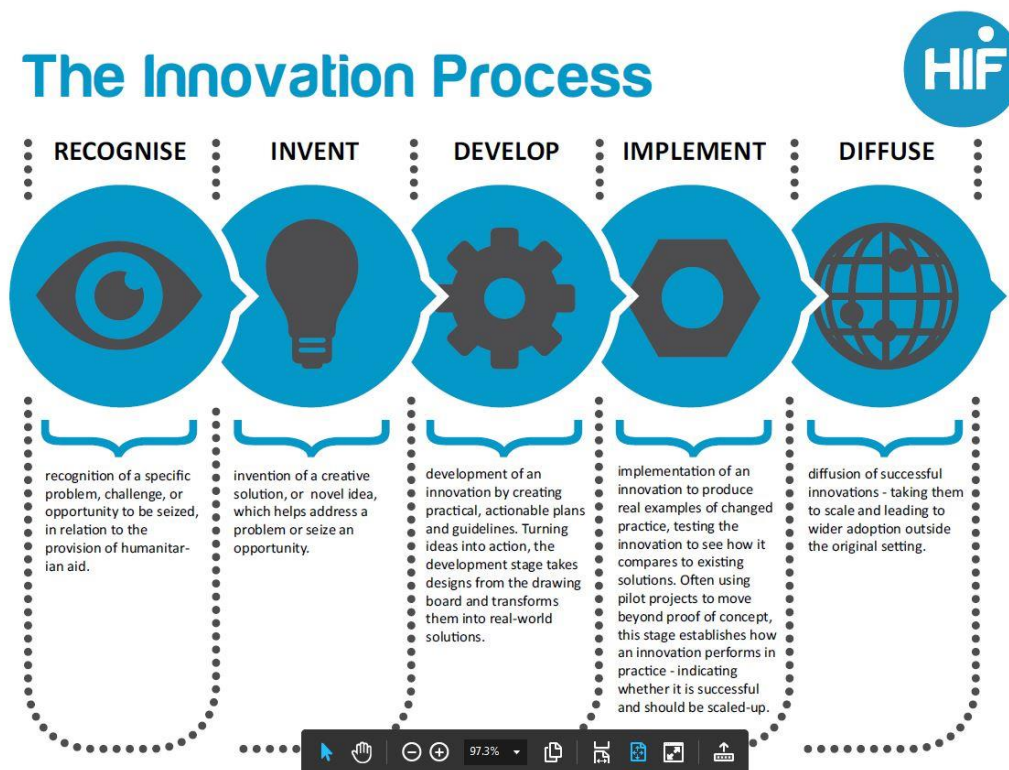 The Innovation Process
HIF
RECOGNISE
INVENT
DEVELOP
IMPLEMENT
DIFFUSE
recognition of a specific
problem, challenge, or
opportunity to be seized,
in relation to the
provision of humanitar-
ian aid.
invention of a creative
solution, or novel idea,
which helps address a
problem or seize an
opportunity.
development of an
innovation by creating
practical, actionable plans
and guidelines. Turning
ideas into action, the
development stage takes
designs from the drawing
board and transforms
them into real-world
solutions.
implementation of an
innovation to produce
real examples of changed
practice, testing the
innovation to see how it
compares to existing
solutions. Often using
pilot projects to move
beyond proof of concept,
this stage establishes how
an innovation performs in
practice - indicating
whether it is successful
and should be scaled-up.
diffusion of successful
innovations - taking them
to scale and leading to
wider adoption outside
the original setting.
97.3%